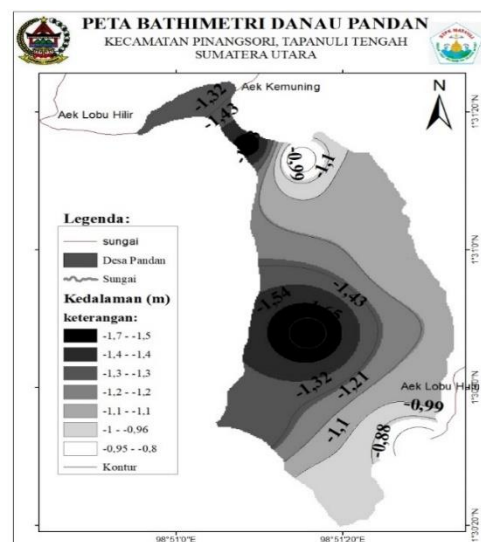 PETA BATHIMETRI DANAU PANDAN
KECAMATAN PINANGSORI, TAPANULI TENGAH
SUMATERA UTARA
Aek Kemuning
Aek Lobu Hilir
N
-1,32
-1,43
-0,99
-1,1
Legenda:
sungai
Desa Pandan
Sungai
Kedalaman (m)
keterangan:
-1,7 - -1,5
-1,4 - -1,4
-1,3 - -1,3
-1,2 - -1,2
-1,1 - -1,1
-1 - -0,96
-0,95 - -0,8
Kontur
-1,54
-1,43
-1,32
-1,21
-1,1
Aek Lobu
-0,99
-0,88
98°51'0"E
98°51'20"E